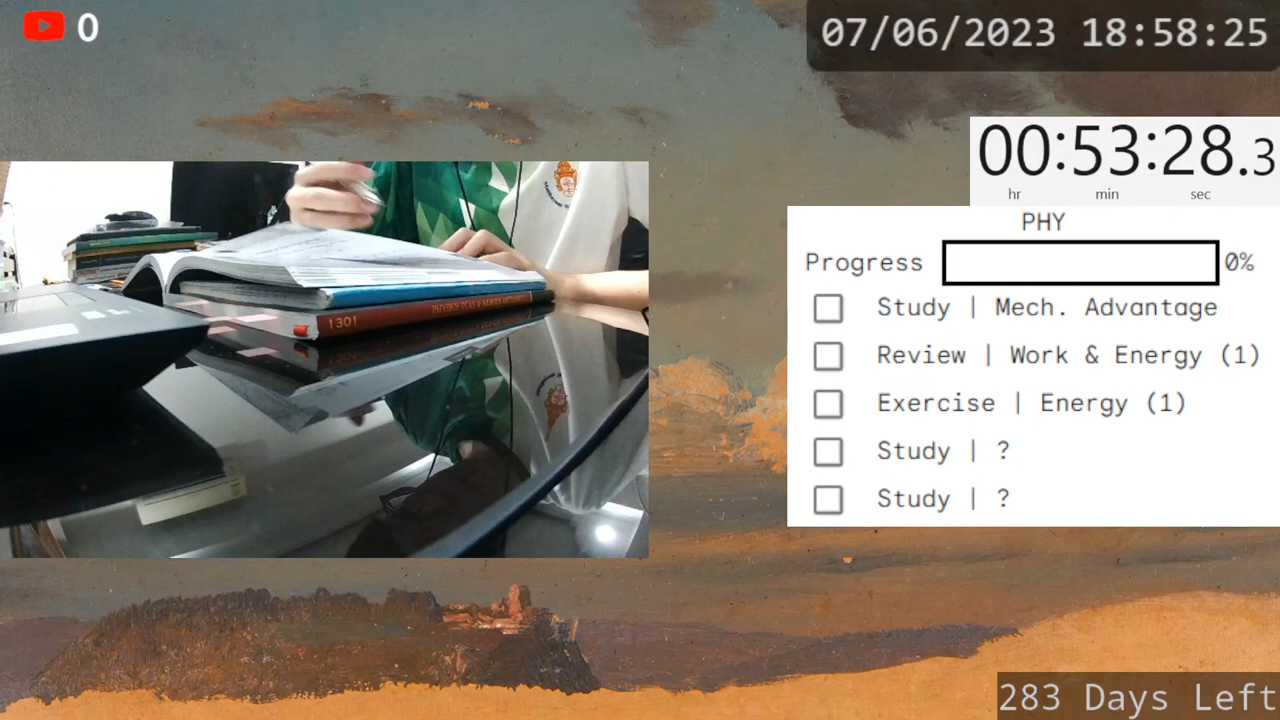 0
07/06/2023 18:58:25
00:53:28.3
hr min sec
PHY
Progress 0%
Study | Mech. Advantage
Review | Work & Energy (1)
Exercise | Energy (1)
Study | ?
Study | ?
1301
283 Days Left